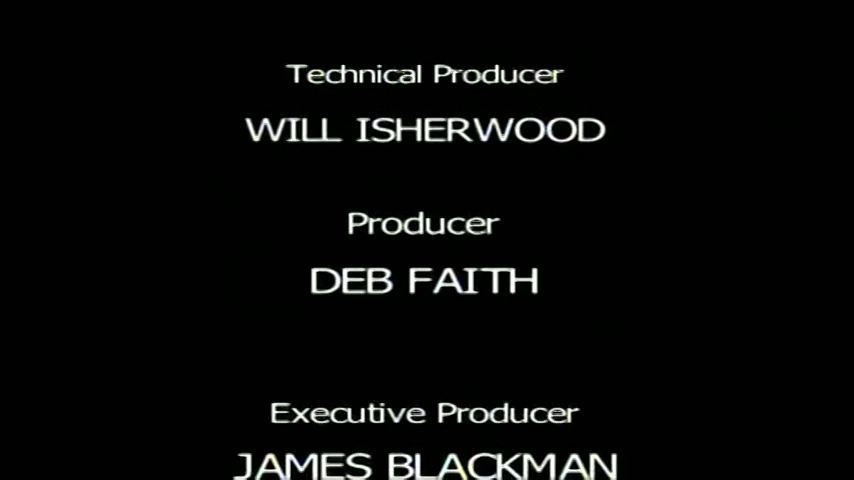 Technical Producer
WILL ISHERWOOD
Producer
DEB FAITH
Executive Producer
JAMES BLACKMAN